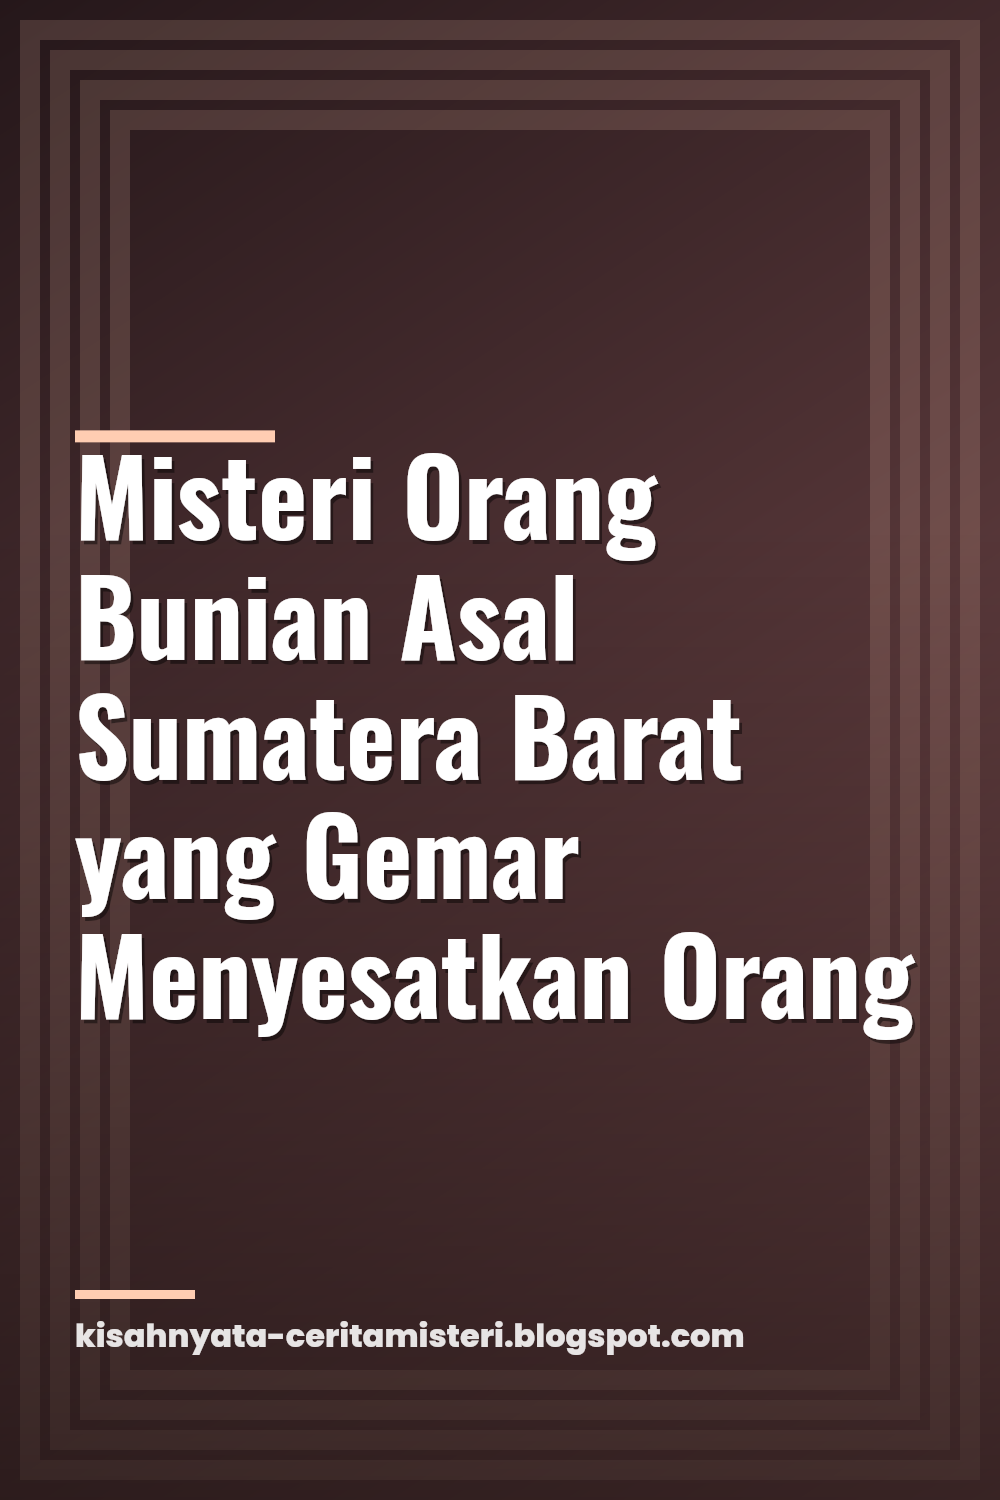 Misteri Orang
Bunian Asal
Sumatera Barat
yang Gemar
Menyesatkan Orang
kisahnyata-ceritamisteri.blogspot.com